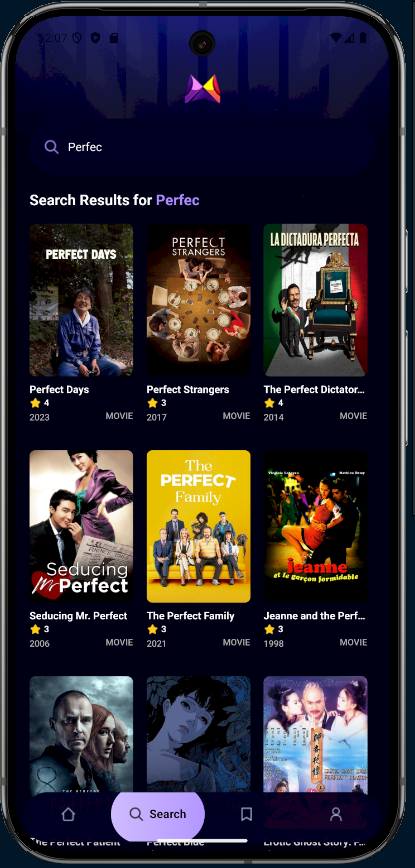 12:07
Perfec
Search Results for Perfec
PERFECT DAYS
PERFECT
STRANGERS
LA DICTADURA PERFECTA
Perfect Days
Perfect Strangers
The Perfect Dictator...
4
3
4
2023
MOVIE
2017
MOVIE
2014
MOVIE
The
PERFECT
Family
Seducing
Mr. Perfect
jeanne
et le garçon formidable
Seducing Mr. Perfect
The Perfect Family
Jeanne and the Perf...
3
3
3
2006
MOVIE
2021
MOVIE
1998
MOVIE
Search
The Perfect Patient
Perfect Blue
Erotic Ghost Story: P...